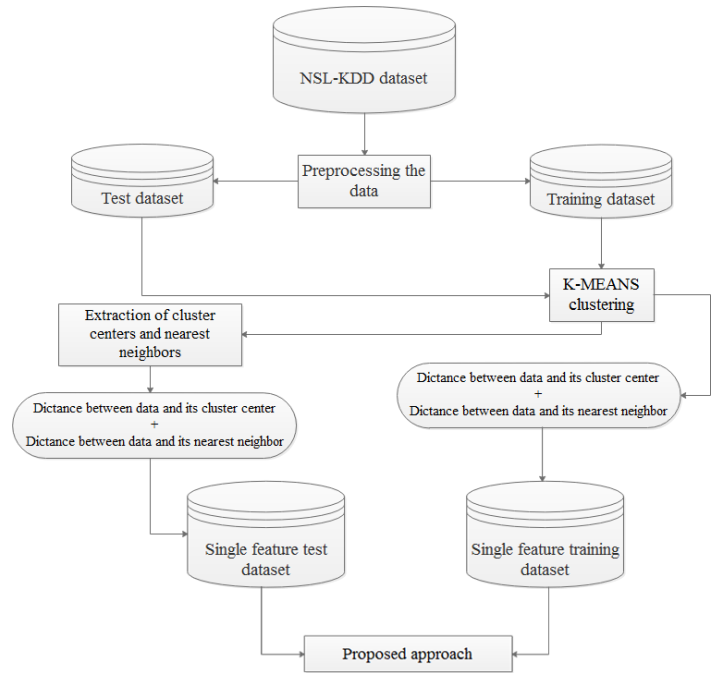 NSL-KDD dataset
Preprocessing the
data
Test dataset
Training dataset
K-MEANS
clustering
Extraction of cluster
centers and nearest
neighbors
Dictance between data and its cluster center
+
Dictance between data and its nearest neighbor
Dictance between data and its cluster center
+
Dictance between data and its nearest neighbor
Single feature test
dataset
Single feature training
dataset
Proposed approach